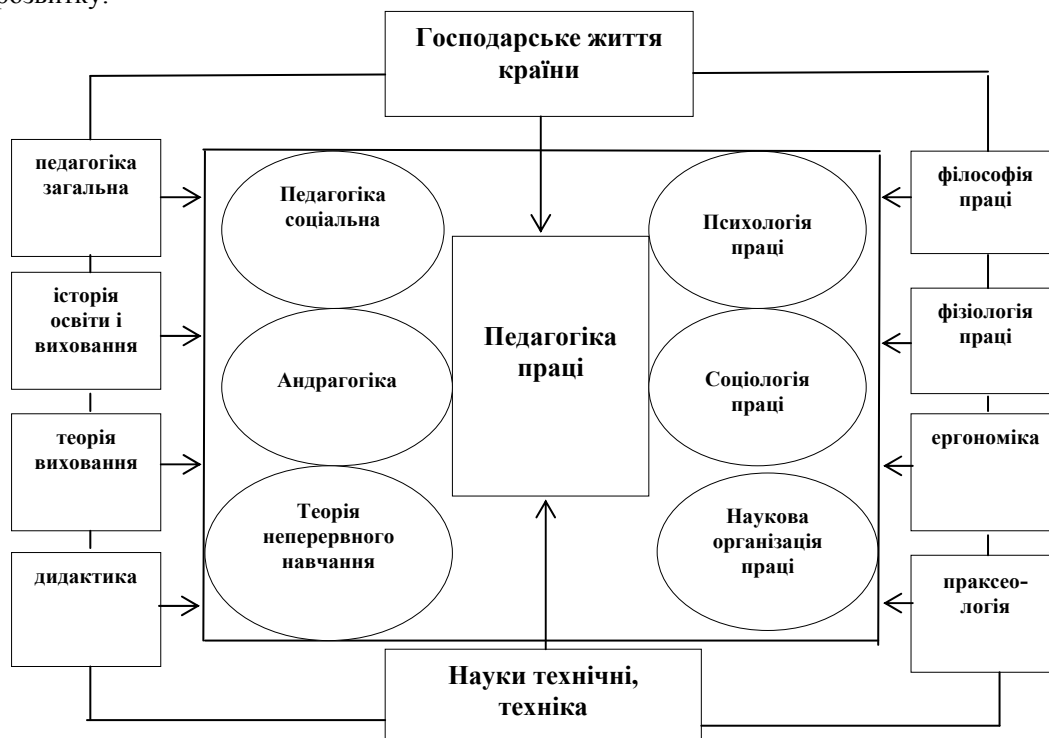 розвитку.
Господарське життя
країни
педагогіка
загальна
історія
освіти і
виховання
теорія
виховання
дидактика
Педагогіка
соціальна
Андрагогіка
Теорія
неперервного
навчання
Педагогіка
праці
Психологія
праці
Соціологія
праці
Наукова
організація
праці
філософія
праці
фізіологія
праці
ергономіка
праксео-
логія
Науки технічні,
техніка